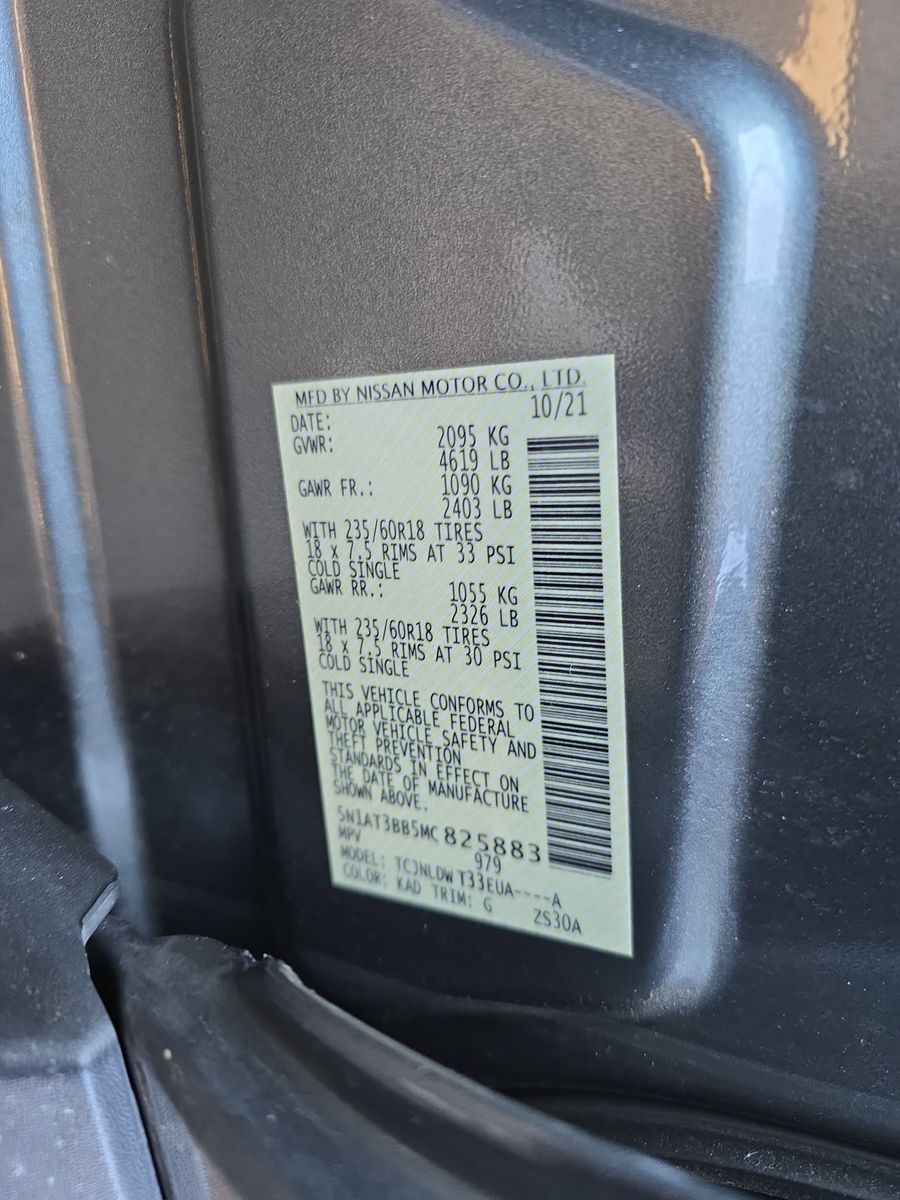 MFD BY NISSAN MOTOR CO., LTD.
DATE: 10/21
GVWR: 2095 KG
4619 LB
GAWR FR.: 1090 KG
2403 LB
WITH 235/60R18 TIRES
18 x 7.5 RIMS AT 33 PSI
COLD SINGLE
GAWR RR.: 1055 KG
2326 LB
WITH 235/60R18 TIRES
18 x 7.5 RIMS AT 30 PSI
COLD SINGLE
THIS VEHICLE CONFORMS TO
ALL APPLICABLE FEDERAL
MOTOR VEHICLE SAFETY AND
THEFT PREVENTION
STANDARDS IN EFFECT ON
THE DATE OF MANUFACTURE
SHOWN ABOVE.
5N1AT3BB5MC 825883
MPV 979
MODEL: TCJNLDW T33EUA----A
COLOR: KAD TRIM: G ZS30A